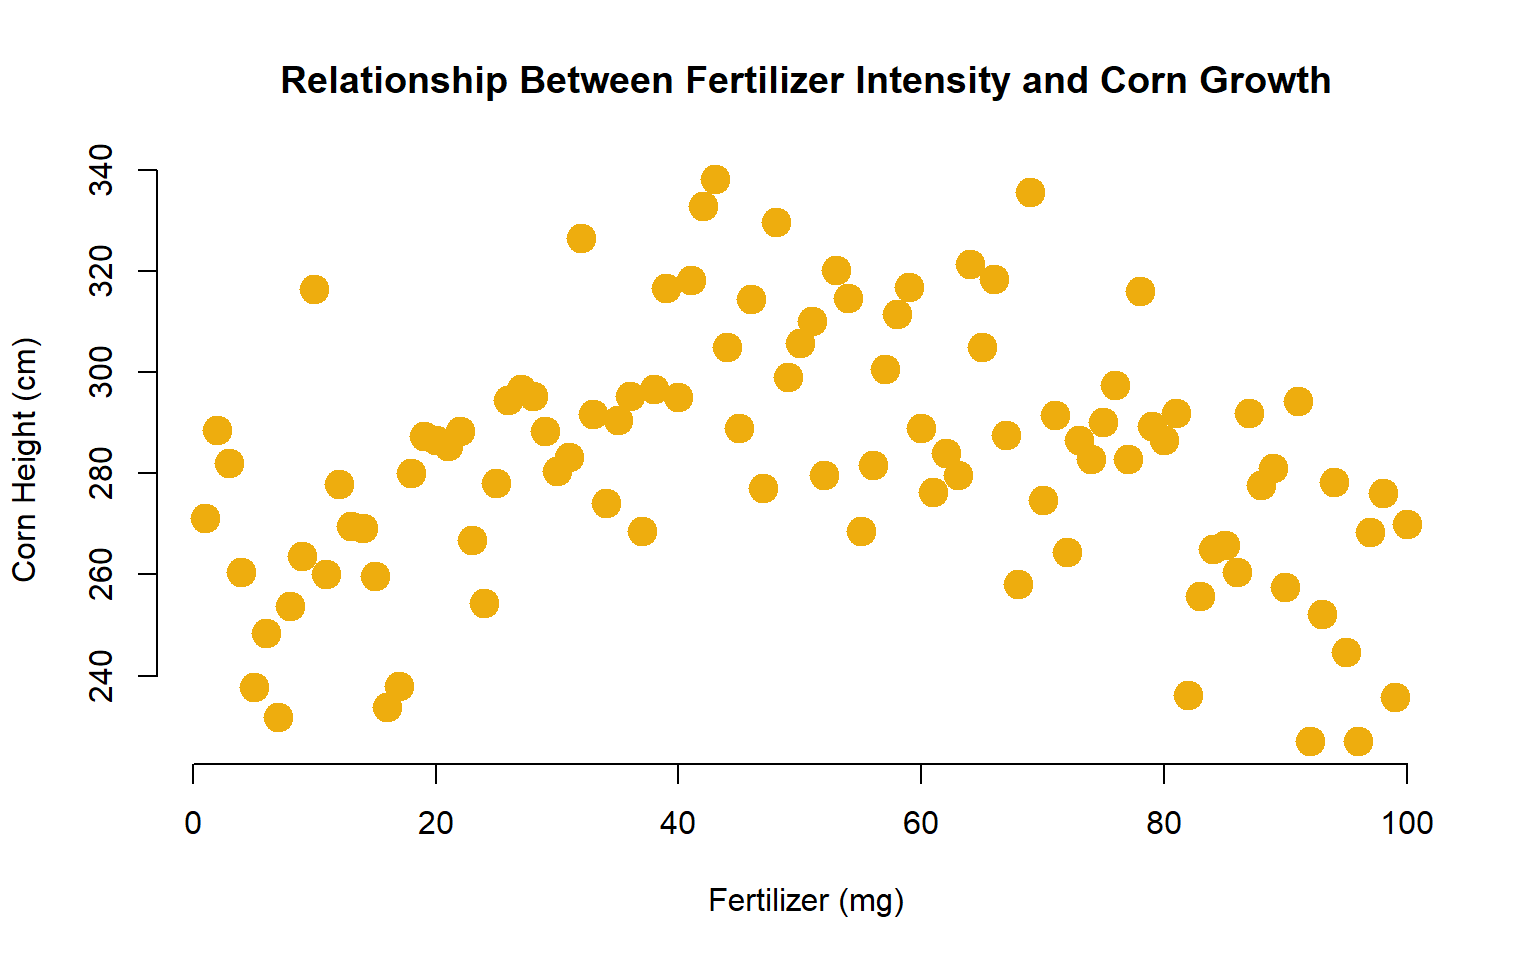 Relationship Between Fertilizer Intensity and Corn Growth
Corn Height (cm)
340
320
300
280
260
240
0 20 40 60 80 100
Fertilizer (mg)